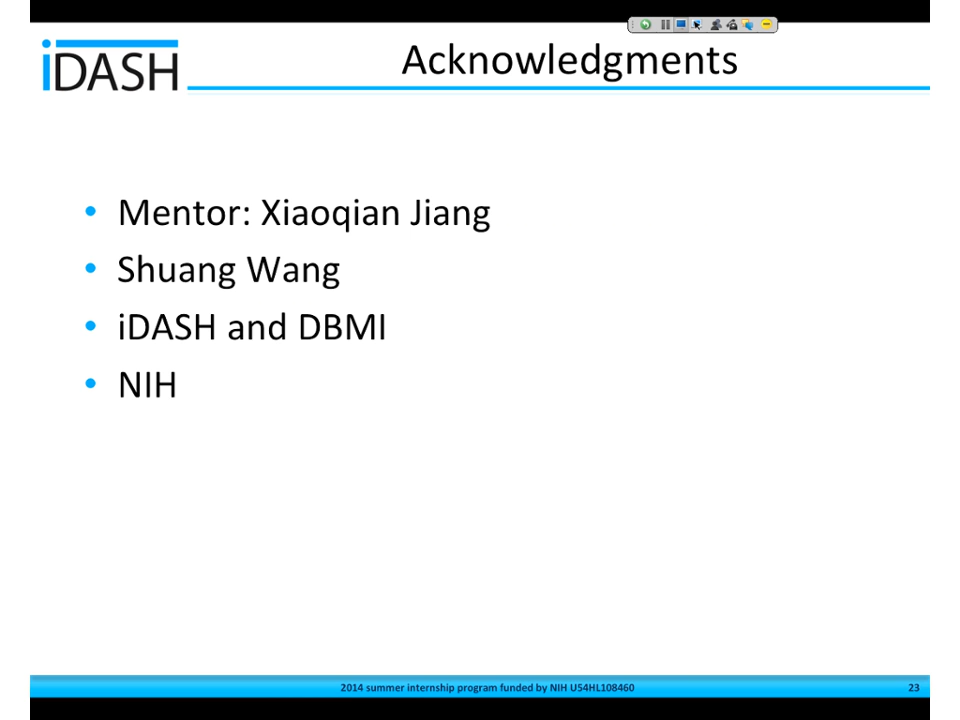 iDASH
Acknowledgments
• Mentor: Xiaoqian Jiang
• Shuang Wang
• iDASH and DBMI
• NIH
2014 summer internship program funded by NIH U54HL108460
23